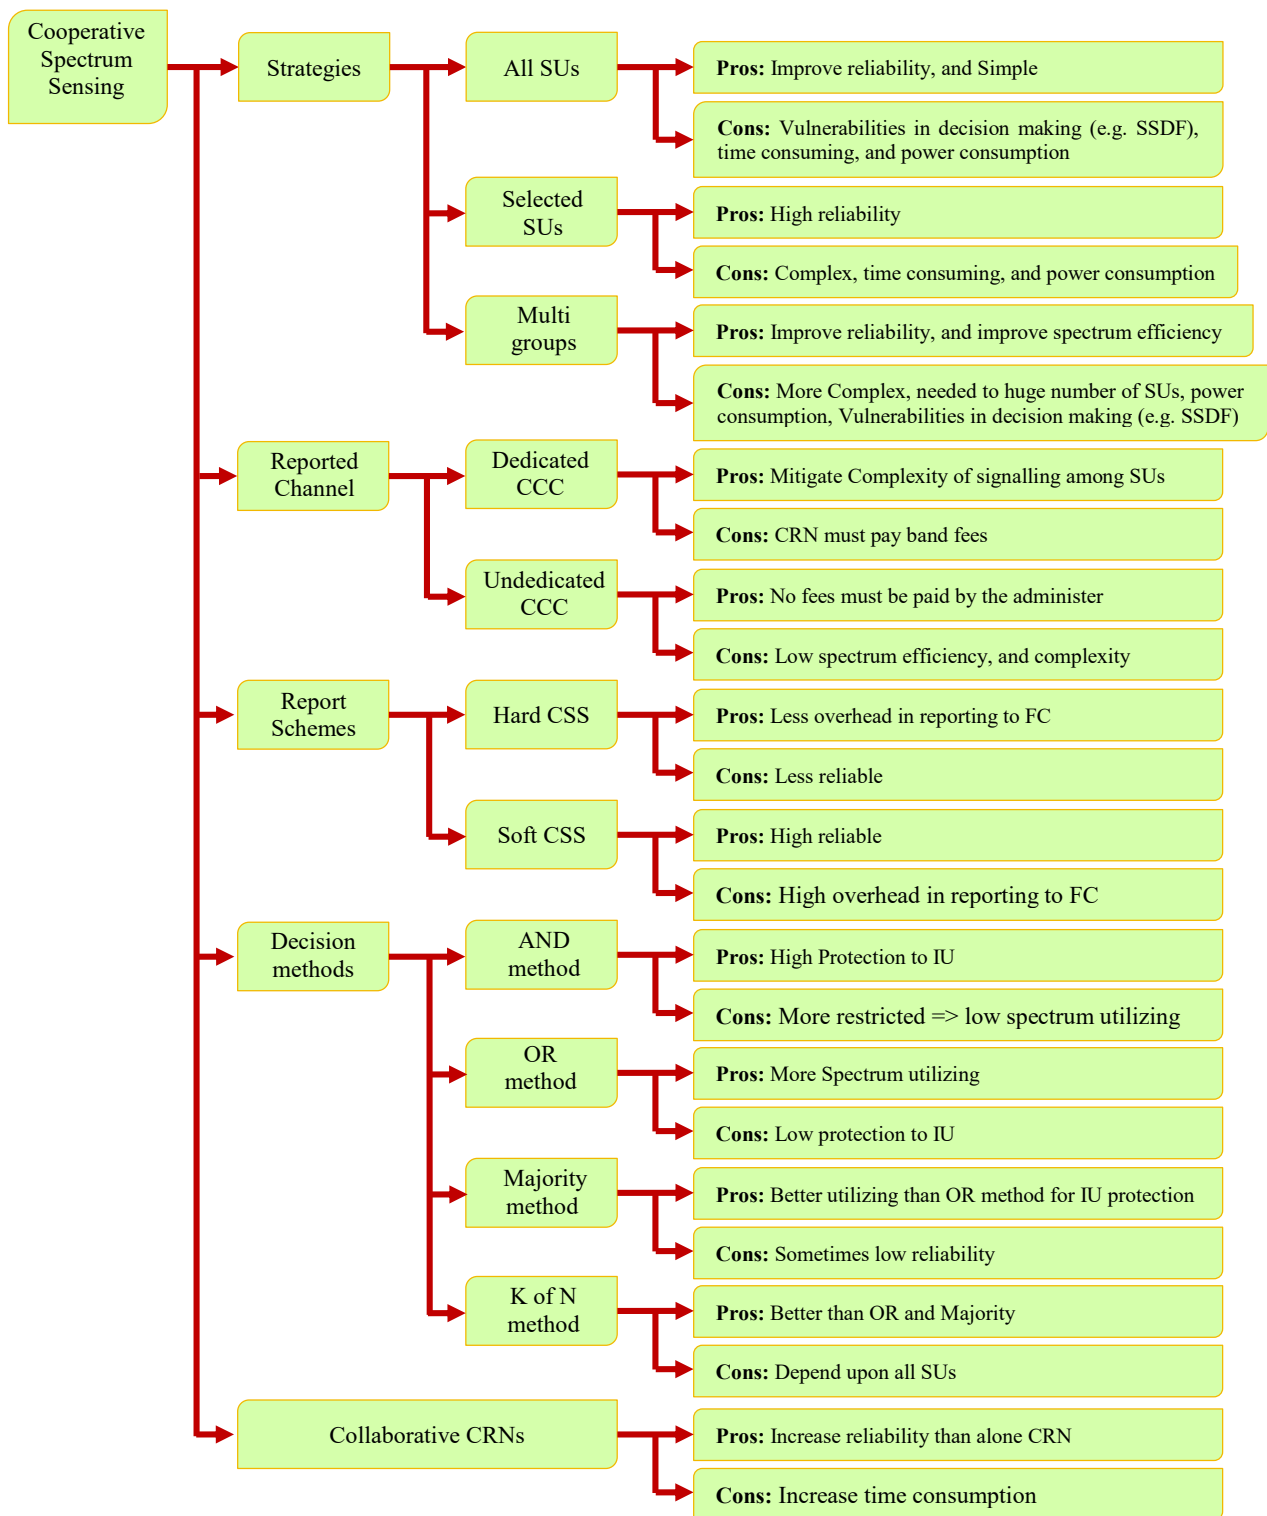 Cooperative
Spectrum
Sensing
Strategies
All SUs
Pros: Improve reliability, and Simple
Cons: Vulnerabilities in decision making (e.g. SSDF),
time consuming, and power consumption
Selected
SUs
Pros: High reliability
Cons: Complex, time consuming, and power consumption
Multi
groups
Pros: Improve reliability, and improve spectrum efficiency
Cons: More Complex, needed to huge number of SUs, power
consumption, Vulnerabilities in decision making (e.g. SSDF)
Reported
Channel
Dedicated
CCC
Pros: Mitigate Complexity of signalling among SUs
Cons: CRN must pay band fees
Undedicated
CCC
Pros: No fees must be paid by the administer
Cons: Low spectrum efficiency, and complexity
Report
Schemes
Hard CSS
Pros: Less overhead in reporting to FC
Cons: Less reliable
Soft CSS
Pros: High reliable
Cons: High overhead in reporting to FC
Decision
methods
AND
method
Pros: High Protection to IU
Cons: More restricted => low spectrum utilizing
OR
method
Pros: More Spectrum utilizing
Cons: Low protection to IU
Majority
method
Pros: Better utilizing than OR method for IU protection
Cons: Sometimes low reliability
K of N
method
Pros: Better than OR and Majority
Cons: Depend upon all SUs
Collaborative CRNs
Pros: Increase reliability than alone CRN
Cons: Increase time consumption